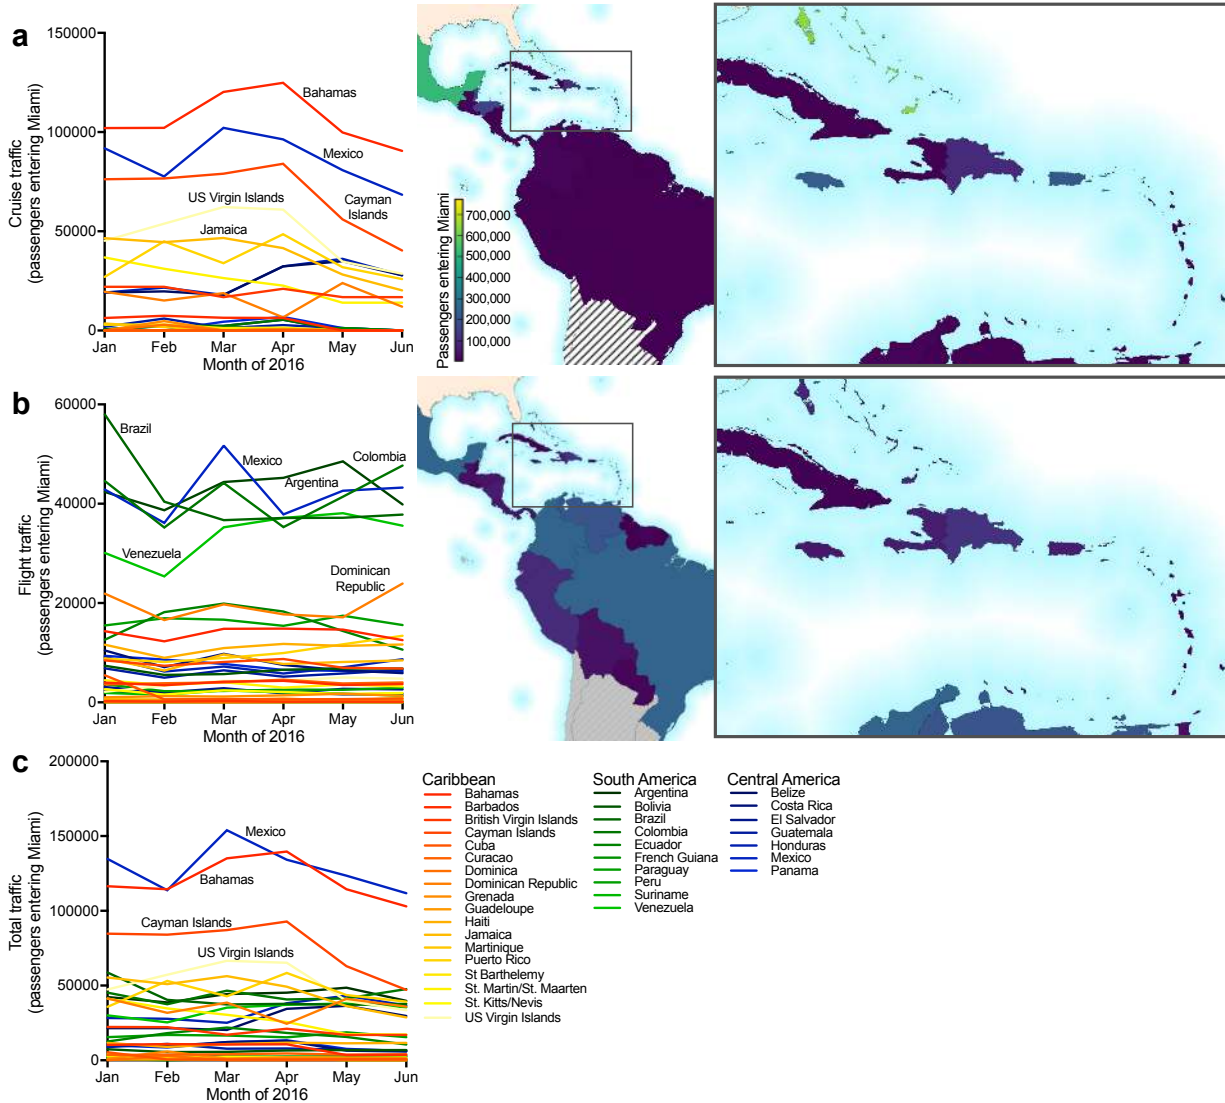 a
150000
100000
50000
0
Cruise traffic
(passengers entering Miami)
Bahamas
Mexico
US Virgin Islands
Cayman
Islands
Jamaica
Jan
Feb
Mar
Apr
May
Jun
Month of 2016
Passengers entering Miami
700,000
600,000
500,000
400,000
300,000
200,000
100,000
b
60000
40000
20000
0
Flight traffic
(passengers entering Miami)
Brazil
Mexico
Colombia
Argentina
Venezuela
Dominican
Republic
Jan
Feb
Mar
Apr
May
Jun
Month of 2016
c
200000
150000
100000
50000
0
Total traffic
(passengers entering Miami)
Mexico
Bahamas
Cayman Islands
US Virgin Islands
Jan
Feb
Mar
Apr
May
Jun
Month of 2016
Caribbean
Bahamas
Barbados
British Virgin Islands
Cayman Islands
Cuba
Curacao
Dominica
Dominican Republic
Grenada
Guadeloupe
Haiti
Jamaica
Martinique
Puerto Rico
St Barthelemy
St. Martin/St. Maarten
St. Kitts/Nevis
US Virgin Islands
South America
Argentina
Bolivia
Brazil
Colombia
Ecuador
French Guiana
Paraguay
Peru
Suriname
Venezuela
Central America
Belize
Costa Rica
El Salvador
Guatemala
Honduras
Mexico
Panama